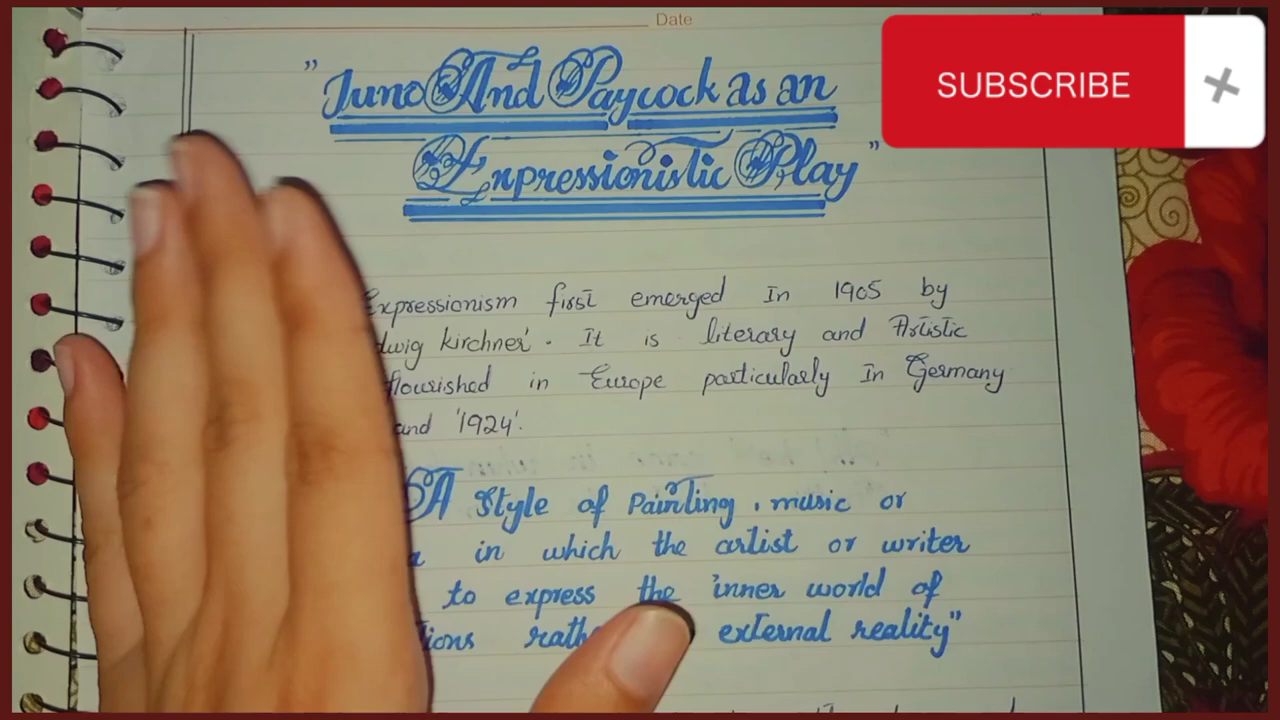 Date
SUBSCRIBE
"Juno And Paycock as an
Expressionistic Play"
Expressionism first emerged In 1905 by
dwig kirchner'. It is literary and Artistic
flourished in Europe particularly In Germany
and '1924'.
A Style of Painting, music or
in which the artist or writer
to express the inner world of
external reality"